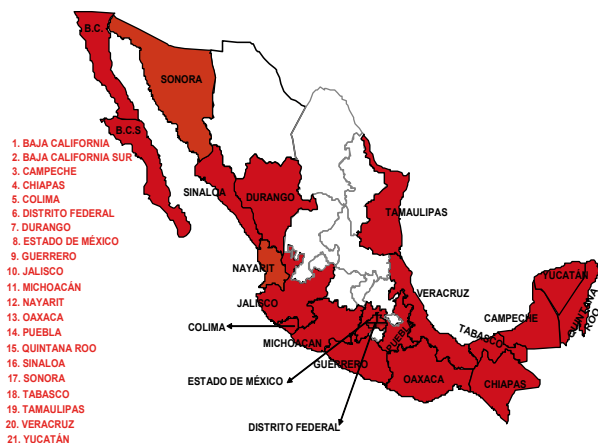 B.C.
SONORA
B.C.S
1. BAJA CALIFORNIA
2. BAJA CALIFORNIA SUR
3. CAMPECHE
4. CHIAPAS
5. COLIMA
6. DISTRITO FEDERAL
7. DURANGO
8. ESTADO DE MÉXICO
9. GUERRERO
10. JALISCO
11. MICHOACÁN
12. NAYARIT
13. OAXACA
14. PUEBLA
15. QUINTANA ROO
16. SINALOA
17. SONORA
18. TABASCO
19. TAMAULIPAS
20. VERACRUZ
21. YUCATÁN
SINALOA
DURANGO
TAMAULIPAS
NAYARIT
JALISCO
COLIMA
MICHOACAN
GUERRERO
ESTADO DE MÉXICO
DISTRITO FEDERAL
PUEBLA
VERACRUZ
OAXACA
TABASCO
CHIAPAS
CAMPECHE
YUCATÁN
QUINTANA
ROO